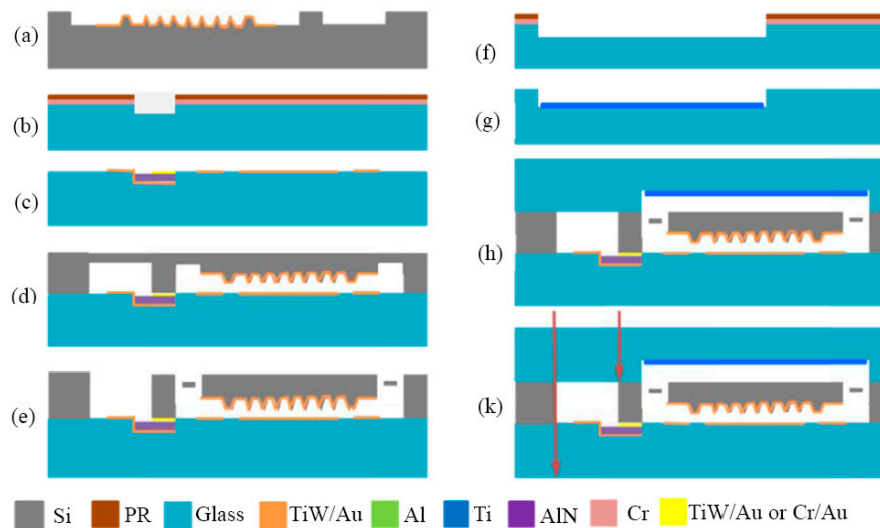 (a)
(b)
(c)
(d)
(e)
(f)
(g)
(h)
(k)
Si PR Glass TiW/Au Al Ti AlN Cr TiW/Au or Cr/Au